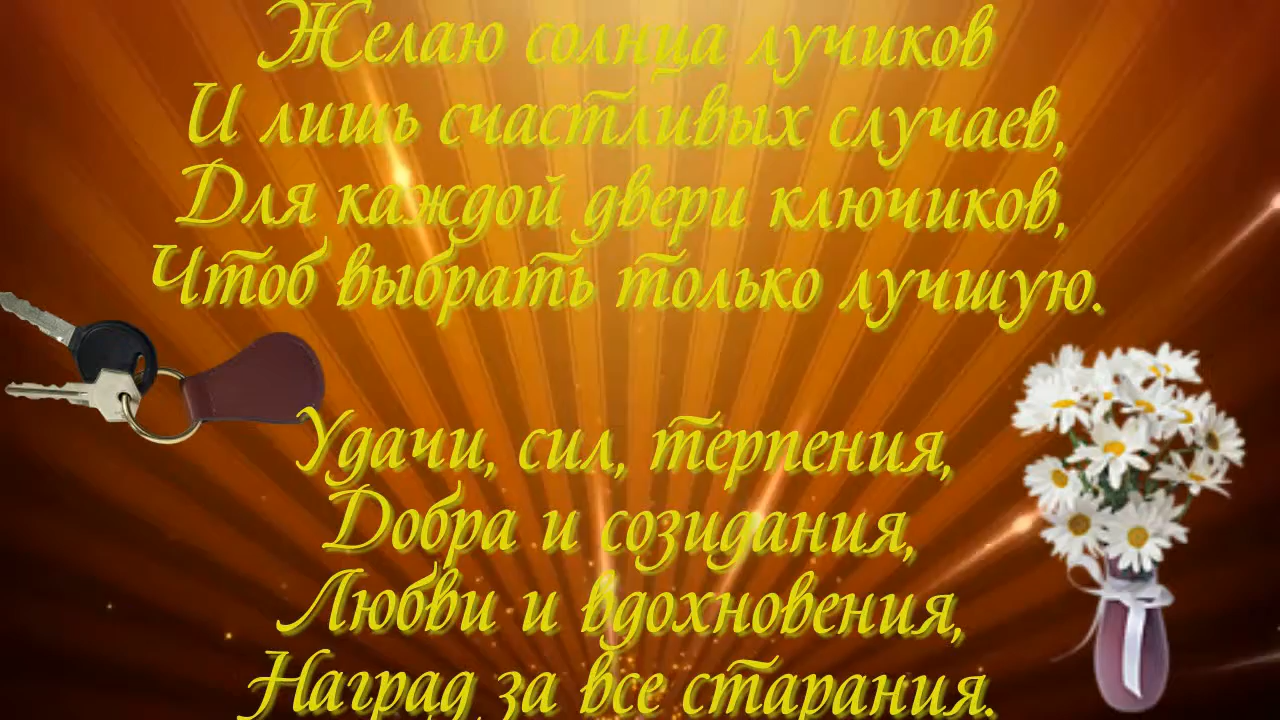 Желаю солнца лучиков
И лишь счастливых случаев,
Для каждой двери ключиков,
Чтоб выбрать только лучшую.
Удачи, сил, терпения,
Добра и созидания,
Любви и вдохновения,
Наград за все старания.